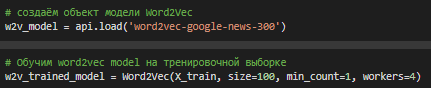 # создаём объект модели Word2Vec
w2v_model = api.load('word2vec-google-news-300')
# Обучим word2vec model на тренировочной выборке
w2v_trained_model = Word2Vec(X_train, size=100, min_count=1, workers=4)